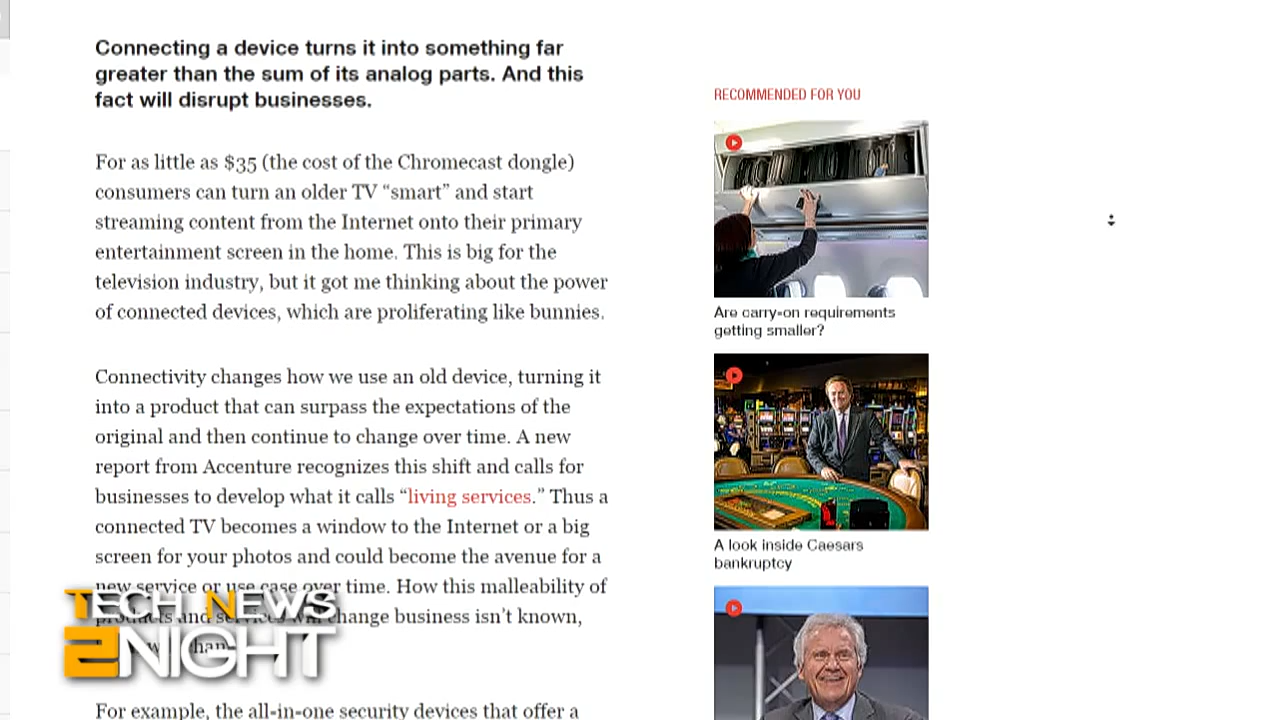 Connecting a device turns it into something far
greater than the sum of its analog parts. And this
fact will disrupt businesses.
For as little as $35 (the cost of the Chromecast dongle)
consumers can turn an older TV “smart” and start
streaming content from the Internet onto their primary
entertainment screen in the home. This is big for the
television industry, but it got me thinking about the power
of connected devices, which are proliferating like bunnies.
Connectivity changes how we use an old device, turning it
into a product that can surpass the expectations of the
original and then continue to change over time. A new
report from Accenture recognizes this shift and calls for
businesses to develop what it calls “living services.” Thus a
connected TV becomes a window to the Internet or a big
screen for your photos and could become the avenue for a
new service or use case over time. How this malleability of
products and services will change business isn’t known,
For example, the all-in-one security devices that offer a
RECOMMENDED FOR YOU
Are carry-on requirements
getting smaller?
A look inside Caesars
bankruptcy
TECH NEWS
2NIGHT